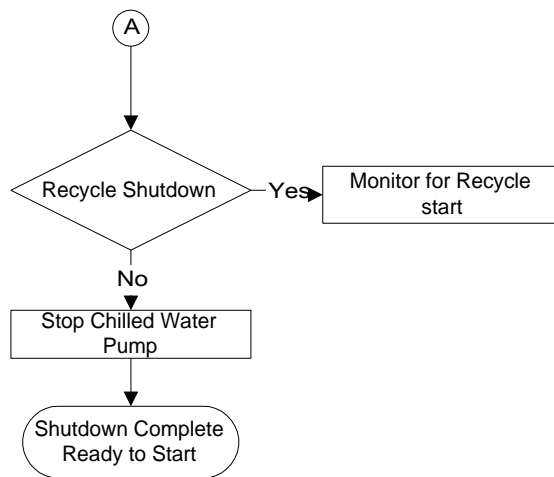 A
Recycle Shutdown
Yes
Monitor for Recycle
start
No
Stop Chilled Water
Pump
Shutdown Complete
Ready to Start